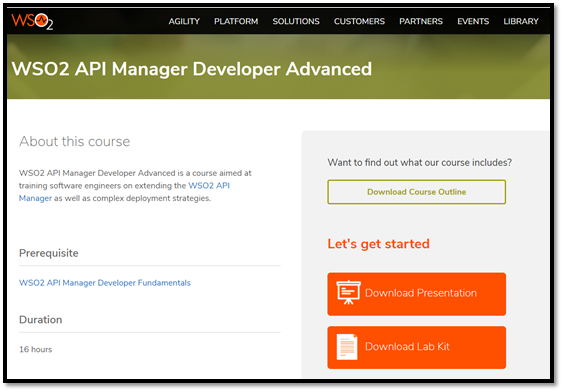 WSO2 AGILITY PLATFORM SOLUTIONS CUSTOMERS PARTNERS EVENTS LIBRARY
WSO2 API Manager Developer Advanced
About this course
WSO2 API Manager Developer Advanced is a course aimed at
training software engineers on extending the WSO2 API
Manager as well as complex deployment strategies.
Prerequisite
WSO2 API Manager Developer Fundamentals
Duration
16 hours
Want to find out what our course includes?
Download Course Outline
Let's get started
Download Presentation
Download Lab Kit